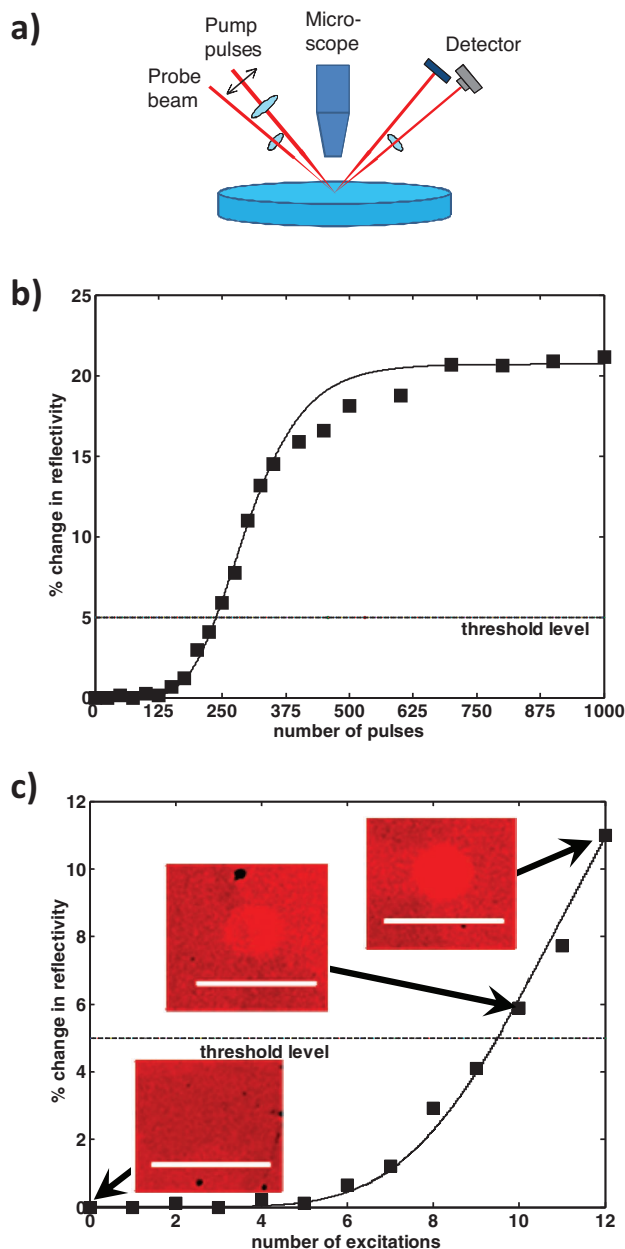 a)
Pump
pulses
Probe
beam
Micro-
scope
Detector
b)
25
20
15
10
5
0
% change in reflectivity
threshold level
0 125 250 375 500 625 750 875 1000
number of pulses
c)
12
10
8
6
4
2
0
% change in reflectivity
threshold level
0 2 4 6 8 10 12
number of excitations